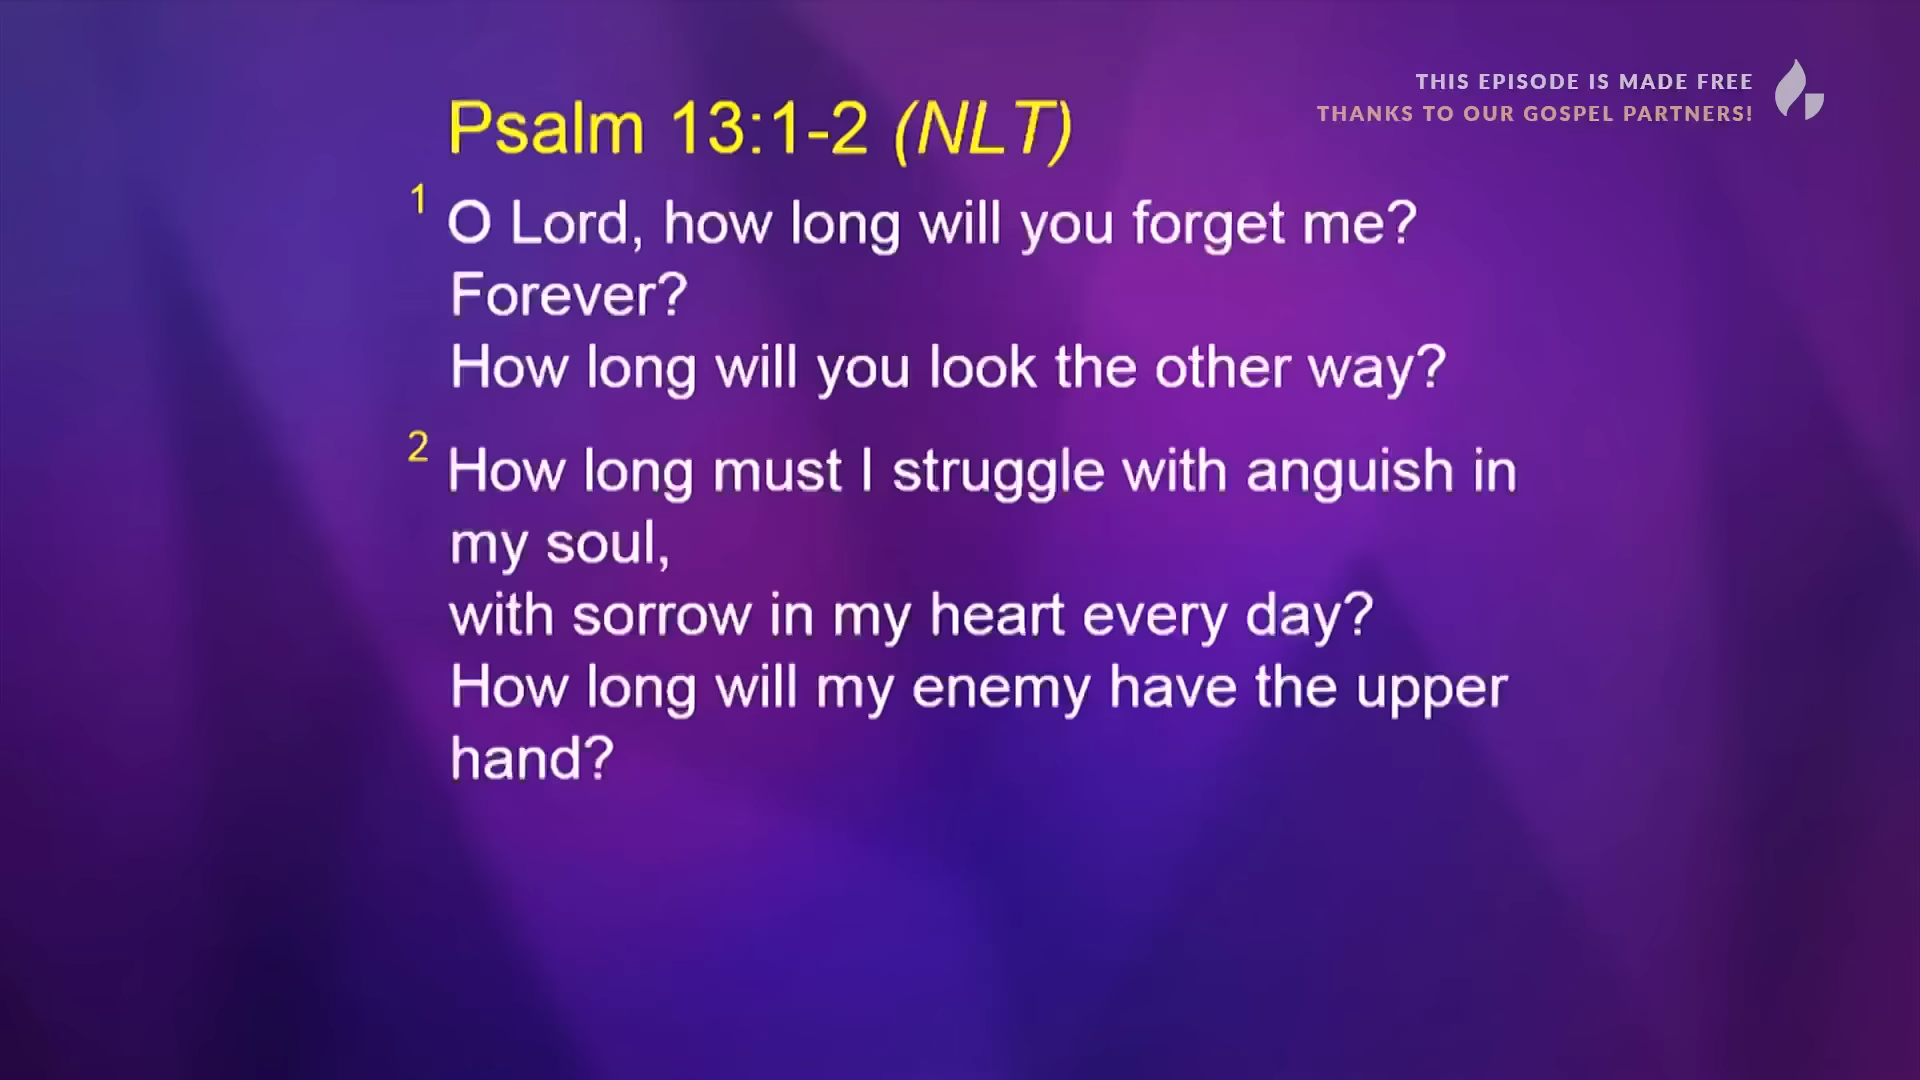 THIS EPISODE IS MADE FREE
THANKS TO OUR GOSPEL PARTNERS!
Psalm 13:1-2 (NLT)
1 O Lord, how long will you forget me?
Forever?
How long will you look the other way?
2 How long must I struggle with anguish in
my soul,
with sorrow in my heart every day?
How long will my enemy have the upper
hand?